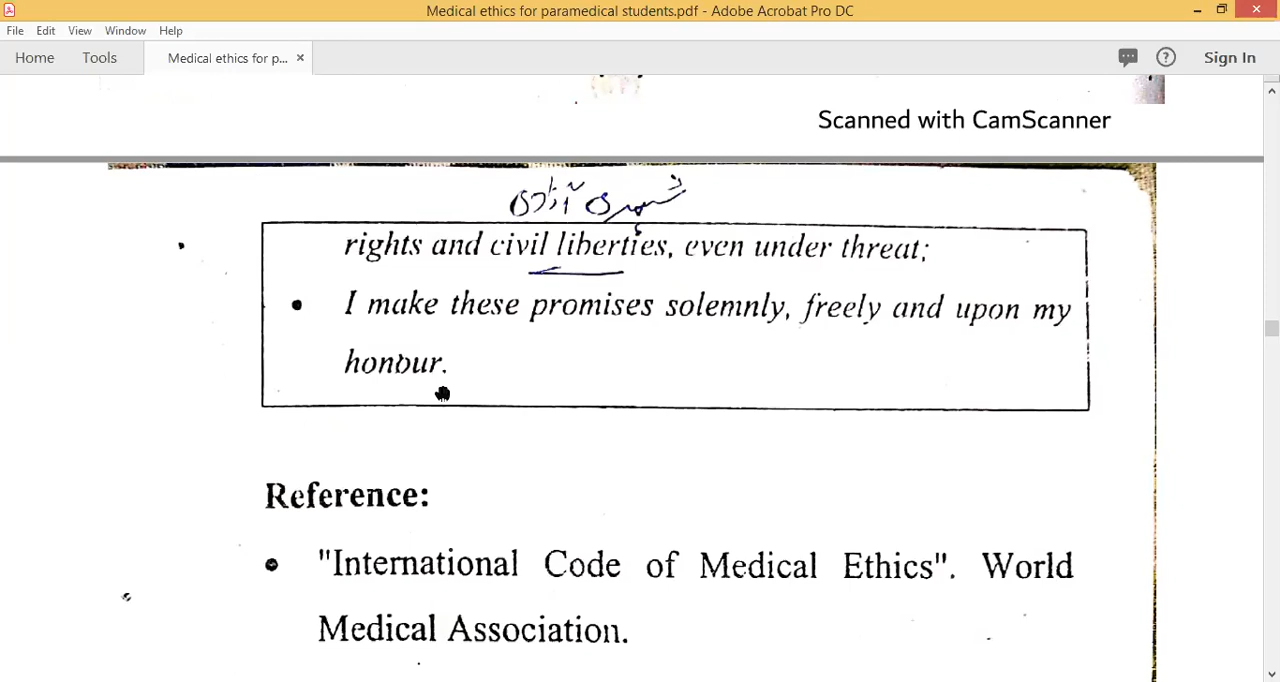 Medical ethics for paramedical students.pdf - Adobe Acrobat Pro DC
File Edit View Window Help
Home Tools Medical ethics for p... × Sign In
Scanned with CamScanner
شہری آزادی
rights and civil liberties, even under threat;
• I make these promises solemnly, freely and upon my
honour.
Reference:
• "International Code of Medical Ethics". World
Medical Association.